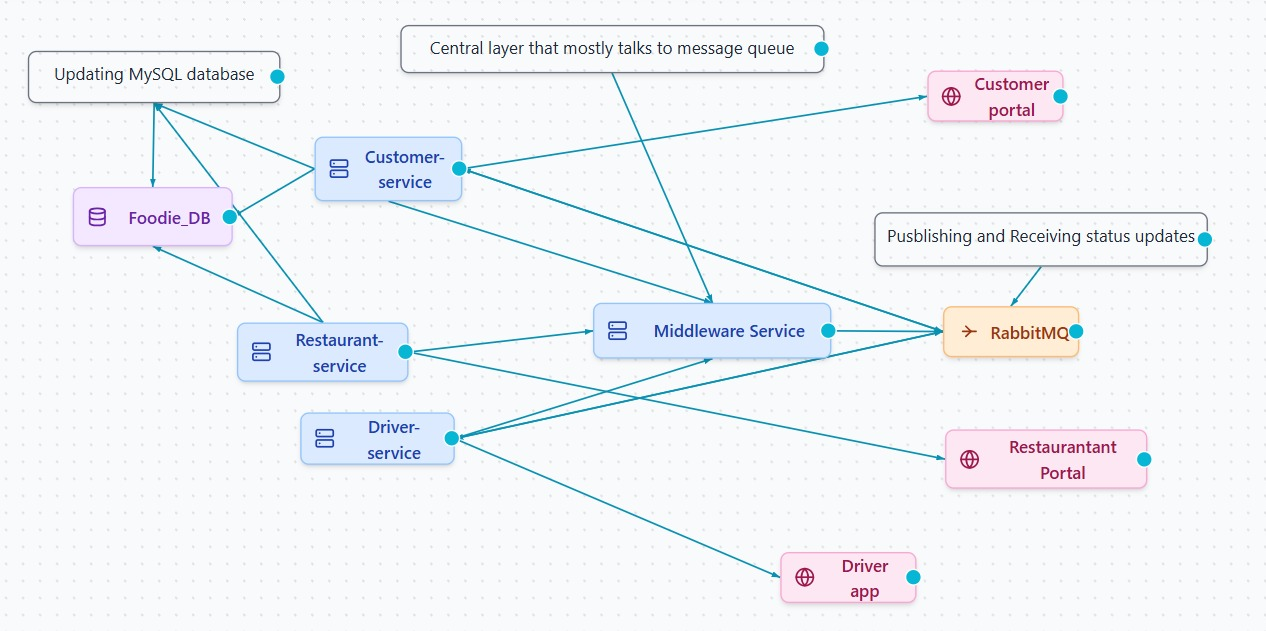 Central layer that mostly talks to message queue
Updating MySQL database
Customer
portal
Customer-
service
Foodie_DB
Pusblishing and Receiving status updates
Middleware Service
RabbitMQ
Restaurant-
service
Driver-
service
Restaurantant
Portal
Driver
app